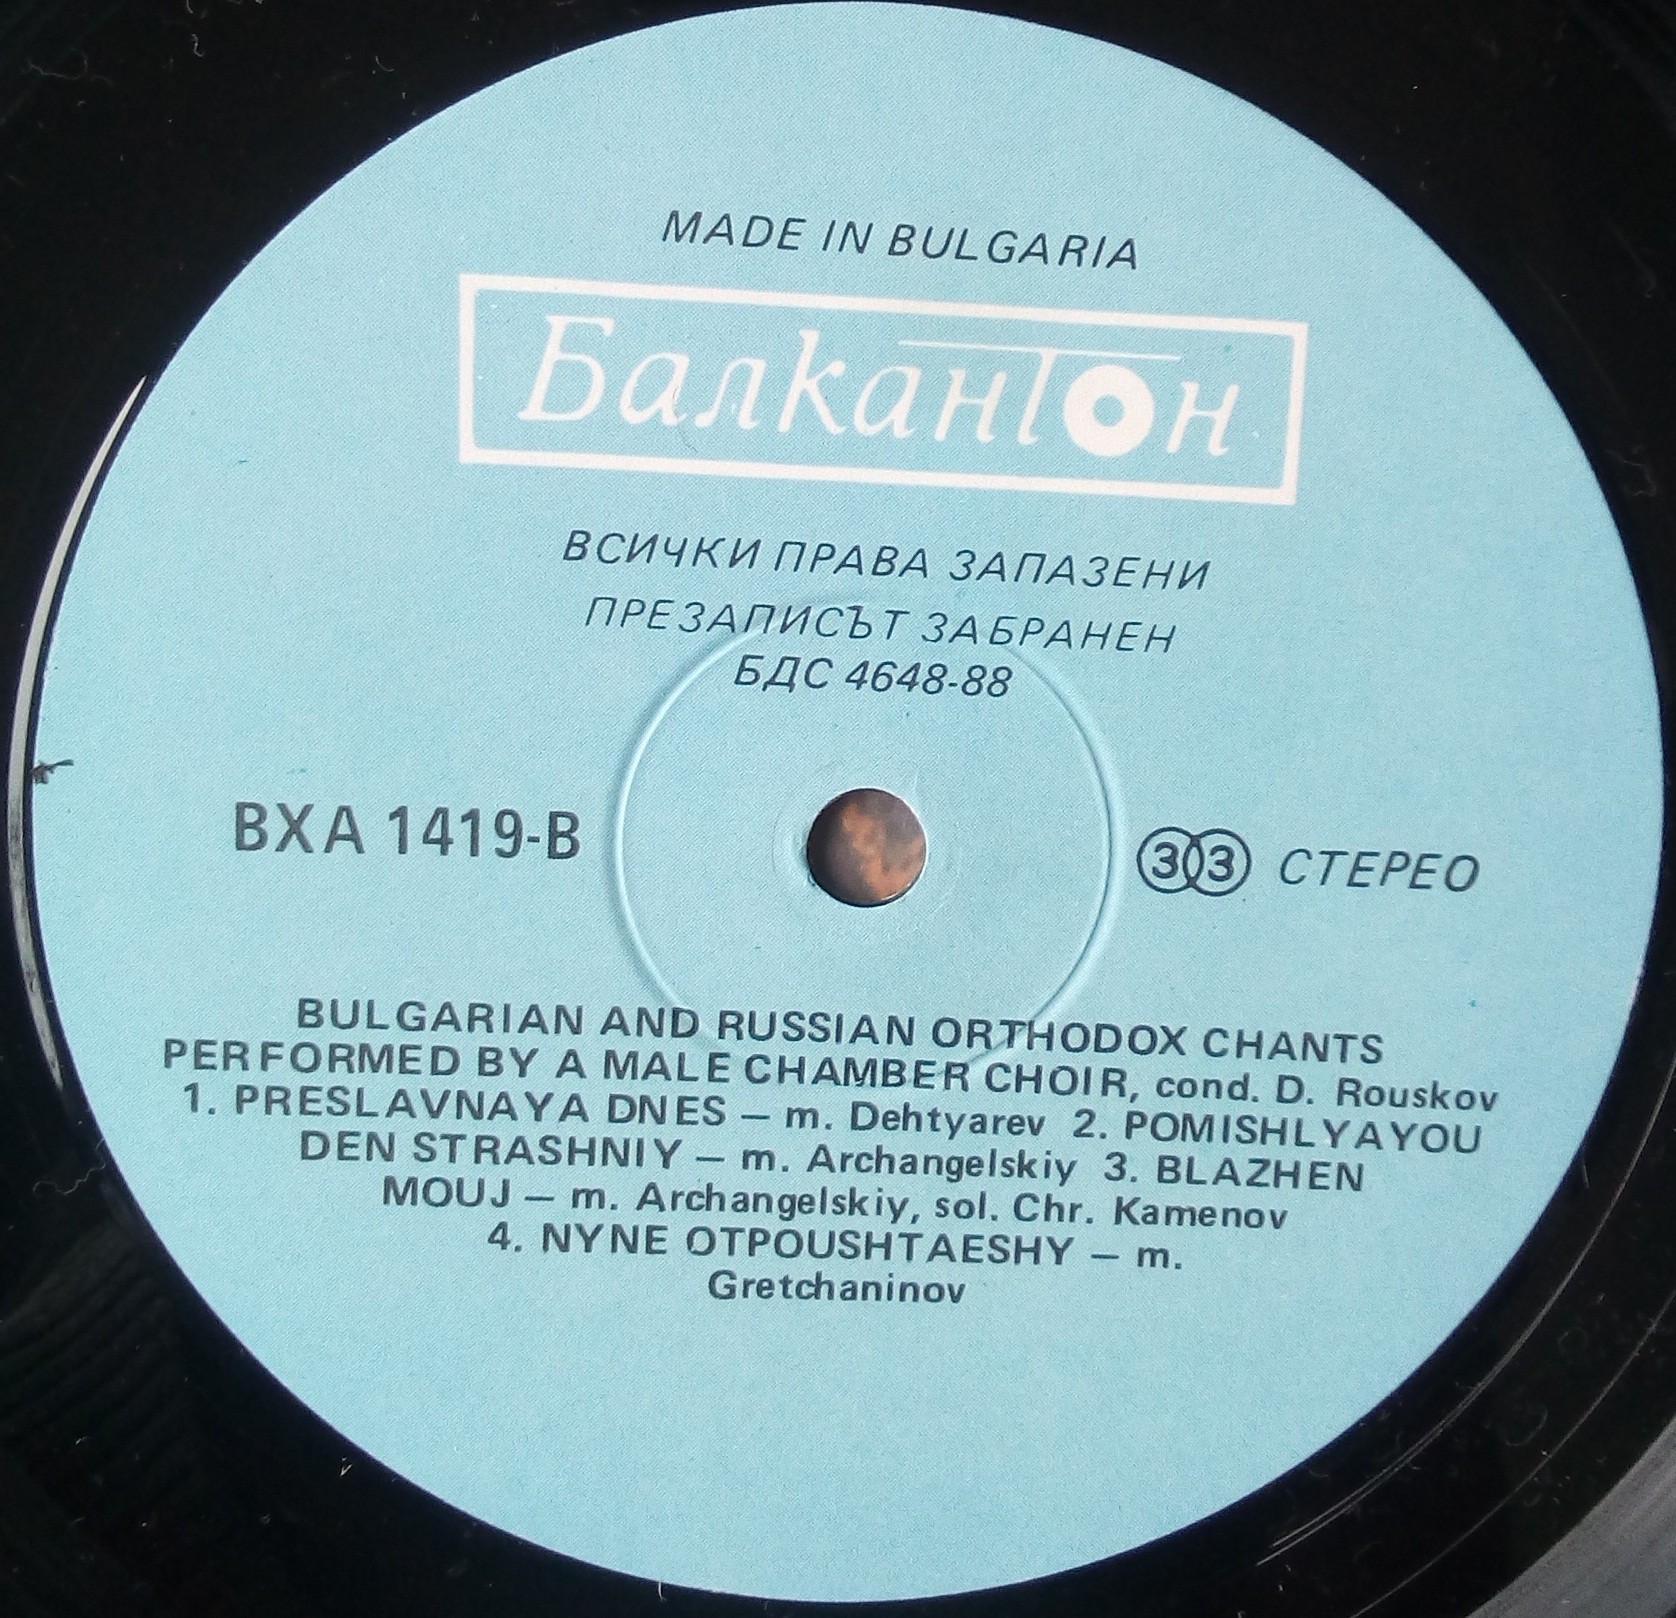 MADE IN BULGARIA
Балкантон
ВСИЧКИ ПРАВА ЗАПАЗЕНИ
ПРЕЗАПИСЪТ ЗАБРАНЕН
БДС 4648-88
ВХА 1419-В
33 СТЕРЕО
BULGARIAN AND RUSSIAN ORTHODOX CHANTS
PERFORMED BY A MALE CHAMBER CHOIR, cond. D. Rouskov
1. PRESLAVNAYA DNES – m. Dehtyarev 2. POMISHLYAYOU
DEN STRASHNIY – m. Archangelskiy 3. BLAZHEN
MOUJ – m. Archangelskiy, sol. Chr. Kamenov
4. NYNE OTPOUSHTAESHY – m.
Gretchaninov